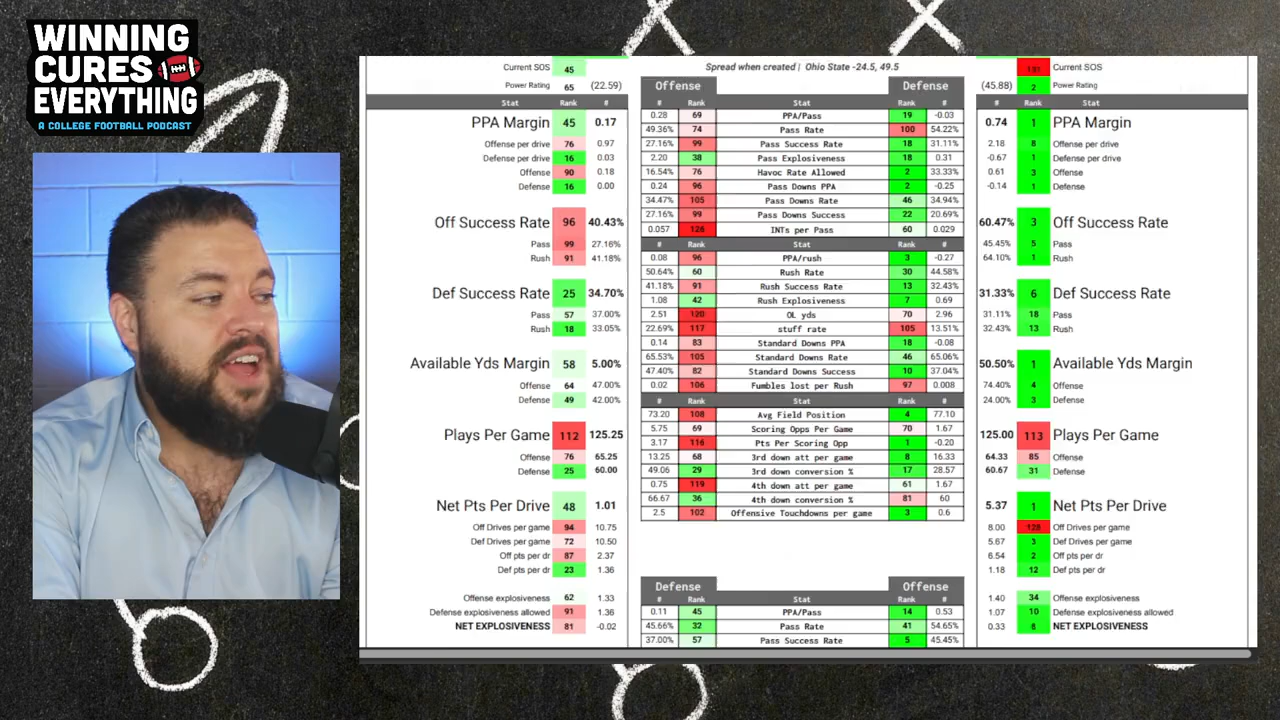 WINNING
CURES
EVERYTHING
A COLLEGE FOOTBALL PODCAST
Current SOS 45 Spread when created | Ohio State -24.5, 49.5 131 Current SOS
Power Rating 65 (22.59) Offense Defense (45.88) 2 Power Rating
Stat Rank # # Rank Stat Rank # # Rank Stat
PPA Margin 45 0.17
Offense per drive 76 0.97
Defense per drive 16 0.03
Offense 90 0.18
Defense 16 0.00
Off Success Rate 96 40.43%
Pass 99 27.16%
Rush 91 41.18%
Def Success Rate 25 34.70%
Pass 57 37.00%
Rush 18 33.05%
Available Yds Margin 58 5.00%
Offense 64 47.00%
Defense 49 42.00%
Plays Per Game 112 125.25
Offense 76 65.25
Defense 25 60.00
Net Pts Per Drive 48 1.01
Off Drives per game 94 10.75
Def Drives per game 72 10.50
Off pts per dr 87 2.37
Def pts per dr 23 1.36
Offense explosiveness 62 1.33
Defense explosiveness allowed 91 1.36
NET EXPLOSIVENESS 81 -0.02
0.28 69 PPA/Pass 19 -0.03
49.36% 74 Pass Rate 100 54.22%
27.16% 99 Pass Success Rate 18 31.11%
2.20 38 Pass Explosiveness 18 0.31
16.54% 76 Havoc Rate Allowed 2 33.33%
0.24 96 Pass Downs PPA 2 -0.25
34.47% 105 Pass Downs Rate 46 34.94%
27.16% 99 Pass Downs Success 22 20.69%
0.057 126 INTs per Pass 60 0.029
# Rank Stat Rank #
0.08 96 PPA/rush 3 -0.27
50.64% 60 Rush Rate 30 44.58%
41.18% 91 Rush Success Rate 13 32.43%
1.08 42 Rush Explosiveness 7 0.69
2.51 120 OL yds 70 2.96
22.69% 117 stuff rate 105 13.51%
0.14 83 Standard Downs PPA 18 -0.08
65.53% 105 Standard Downs Rate 46 65.06%
47.40% 82 Standard Downs Success 10 37.04%
0.02 106 Fumbles lost per Rush 97 0.008
# Rank Stat Rank #
73.20 108 Avg Field Position 4 77.10
5.75 69 Scoring Opps Per Game 70 1.67
3.17 116 Pts Per Scoring Opp 1 -0.20
13.25 68 3rd down att per game 8 16.33
49.06 29 3rd down conversion % 17 28.57
0.75 119 4th down att per game 61 1.67
66.67 36 4th down conversion % 81 60
2.5 102 Offensive Touchdowns per game 3 0.6
Defense Offense
# Rank Stat Rank #
0.11 45 PPA/Pass 14 0.53
45.66% 32 Pass Rate 41 54.65%
37.00% 57 Pass Success Rate 5 45.45%
0.74 1 PPA Margin
2.18 8 Offense per drive
-0.67 1 Defense per drive
0.61 3 Offense
-0.14 1 Defense
60.47% 3 Off Success Rate
45.45% 5 Pass
64.10% 1 Rush
31.33% 6 Def Success Rate
31.11% 18 Pass
32.43% 13 Rush
50.50% 1 Available Yds Margin
74.40% 4 Offense
24.00% 3 Defense
125.00 113 Plays Per Game
64.33 85 Offense
60.67 31 Defense
5.37 1 Net Pts Per Drive
8.00 128 Off Drives per game
5.67 3 Def Drives per game
6.54 2 Off pts per dr
1.18 12 Def pts per dr
1.40 34 Offense explosiveness
1.07 10 Defense explosiveness allowed
0.33 6 NET EXPLOSIVENESS